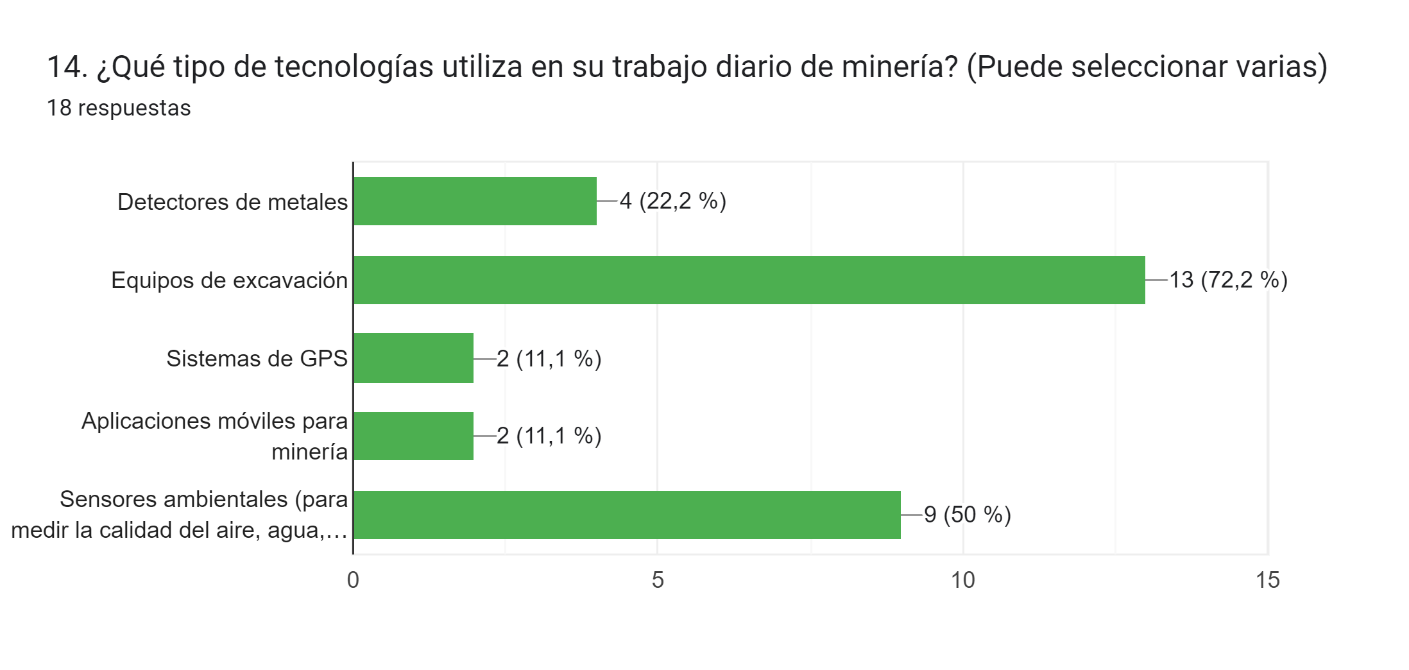 14. ¿Qué tipo de tecnologías utiliza en su trabajo diario de minería? (Puede seleccionar varias)
18 respuestas
Detectores de metales
4 (22,2 %)
Equipos de excavación
13 (72,2 %)
Sistemas de GPS
2 (11,1 %)
Aplicaciones móviles para
minería
2 (11,1 %)
Sensores ambientales (para
medir la calidad del aire, agua,…
9 (50 %)
0 5 10 15